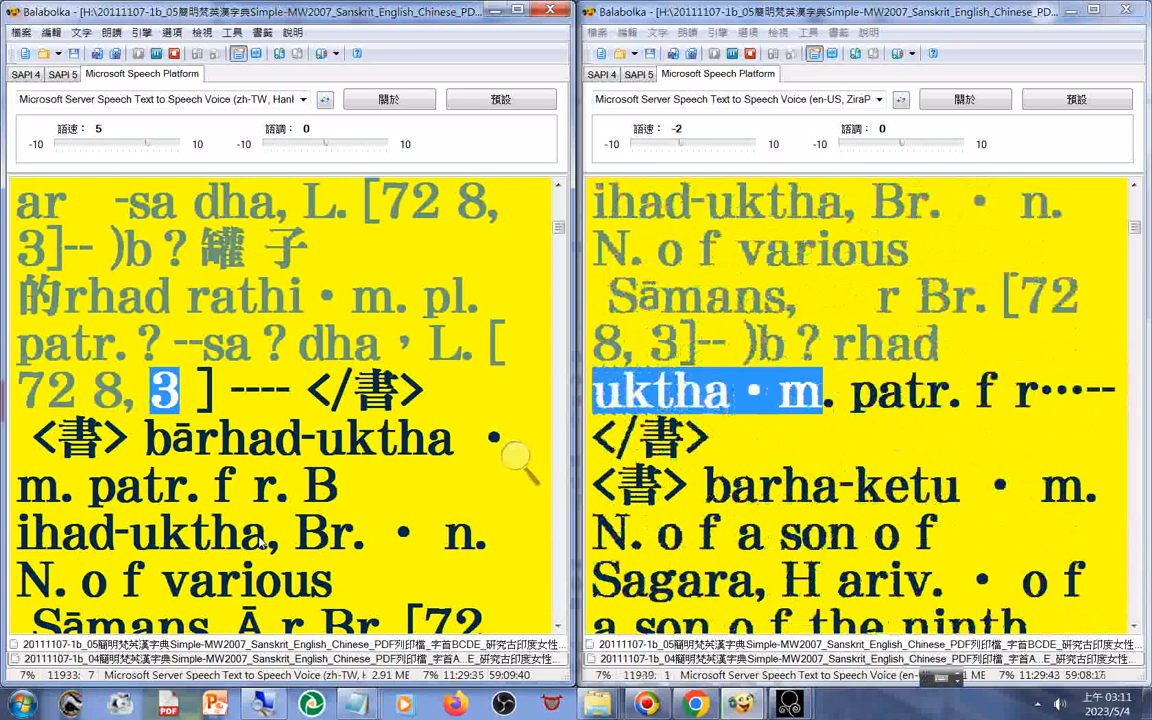 Balabolka - [H:\20111107-1b_05簡明梵英漢字典Simple-MW2007_Sanskrit_English_Chinese_PD...
檔案 編輯 文字 朗讀 引擎 選項 檢視 工具 書籤 說明
SAPI 4 SAPI 5 Microsoft Speech Platform
Microsoft Server Speech Text to Speech Voice (zh-TW, Hanl
關於
預設
語速： 5
語調： 0
-10 10 -10 10
ar -sa dha, L. [72 8,
3]-- )b？罐 子
的rhad rathi・m. pl.
patr.？--sa？dha，L. [
72 8, 3 ] ---- </書>
<書> bārhad-uktha ・
m. patr. f r. B
ihad-uktha, Br. ・ n.
N. o f various
Sāmans, Ā r Br. [72
20111107-1b_05簡明梵英漢字典Simple-MW2007_Sanskrit_English_Chinese_PDF列印檔_字首BCDE_研究古印度女性...
20111107-1b_04簡明梵英漢字典Simple-MW2007_Sanskrit_English_Chinese_PDF列印檔_字首A...E_研究古印度女性...
7% 11933: 7 Microsoft Server Speech Text to Speech Voice (zh-TW, H 2.91 ME 7% 11:29:35 59:09:40
Balabolka - [H:\20111107-1b_05簡明梵英漢字典Simple-MW2007_Sanskrit_English_Chinese_PD...
檔案 編輯 文字 朗讀 引擎 選項 檢視 工具 書籤 說明
SAPI 4 SAPI 5 Microsoft Speech Platform
Microsoft Server Speech Text to Speech Voice (en-US, ZiraP
關於
預設
語速： -2
語調： 0
-10 10 -10 10
ihad-uktha, Br. ・ n.
N. o f various
Sāmans, r Br. [72
8, 3]-- )b？rhad
uktha・m. patr. f r…--
</書>
<書> barha-ketu ・ m.
N. o f a son o f
Sagara, H ariv. ・ o f
a son o f the ninth
20111107-1b_05簡明梵英漢字典Simple-MW2007_Sanskrit_English_Chinese_PDF列印檔_字首BCDE_研究古印度女性...
20111107-1b_04簡明梵英漢字典Simple-MW2007_Sanskrit_English_Chinese_PDF列印檔_字首A...E_研究古印度女性...
7% 11939: 1 Microsoft Server Speech Text to Speech Voice ME 7% 11:29:43
上午 03:11
2023/5/4